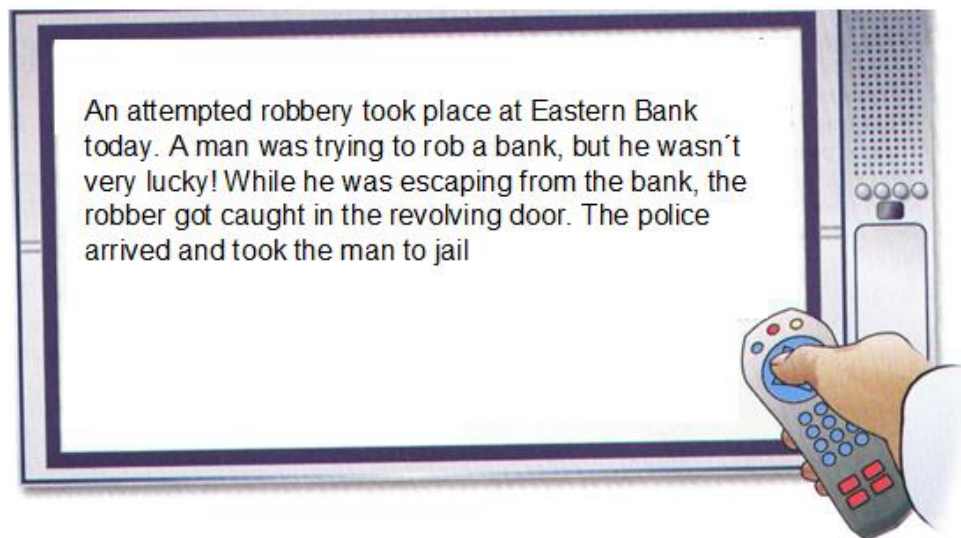 An attempted robbery took place at Eastern Bank
today. A man was trying to rob a bank, but he wasn´t
very lucky! While he was escaping from the bank, the
robber got caught in the revolving door. The police
arrived and took the man to jail